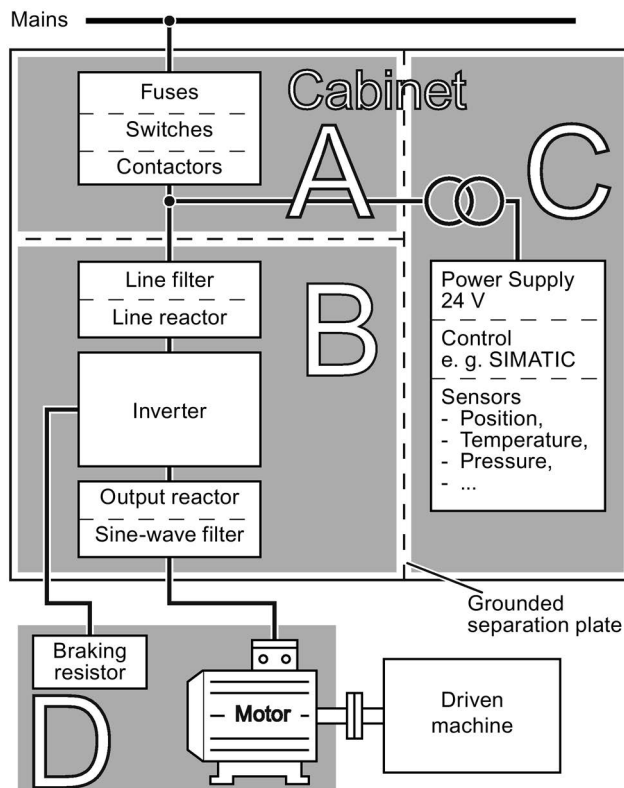 Mains
Cabinet
Fuses
Switches
Contactors
A
C
Line filter
Line reactor
B
Inverter
Output reactor
Sine-wave filter
Power Supply
24 V
Control
e. g. SIMATIC
Sensors
- Position,
- Temperature,
- Pressure,
- ...
Grounded
separation plate
Braking
resistor
D
Motor
Driven
machine